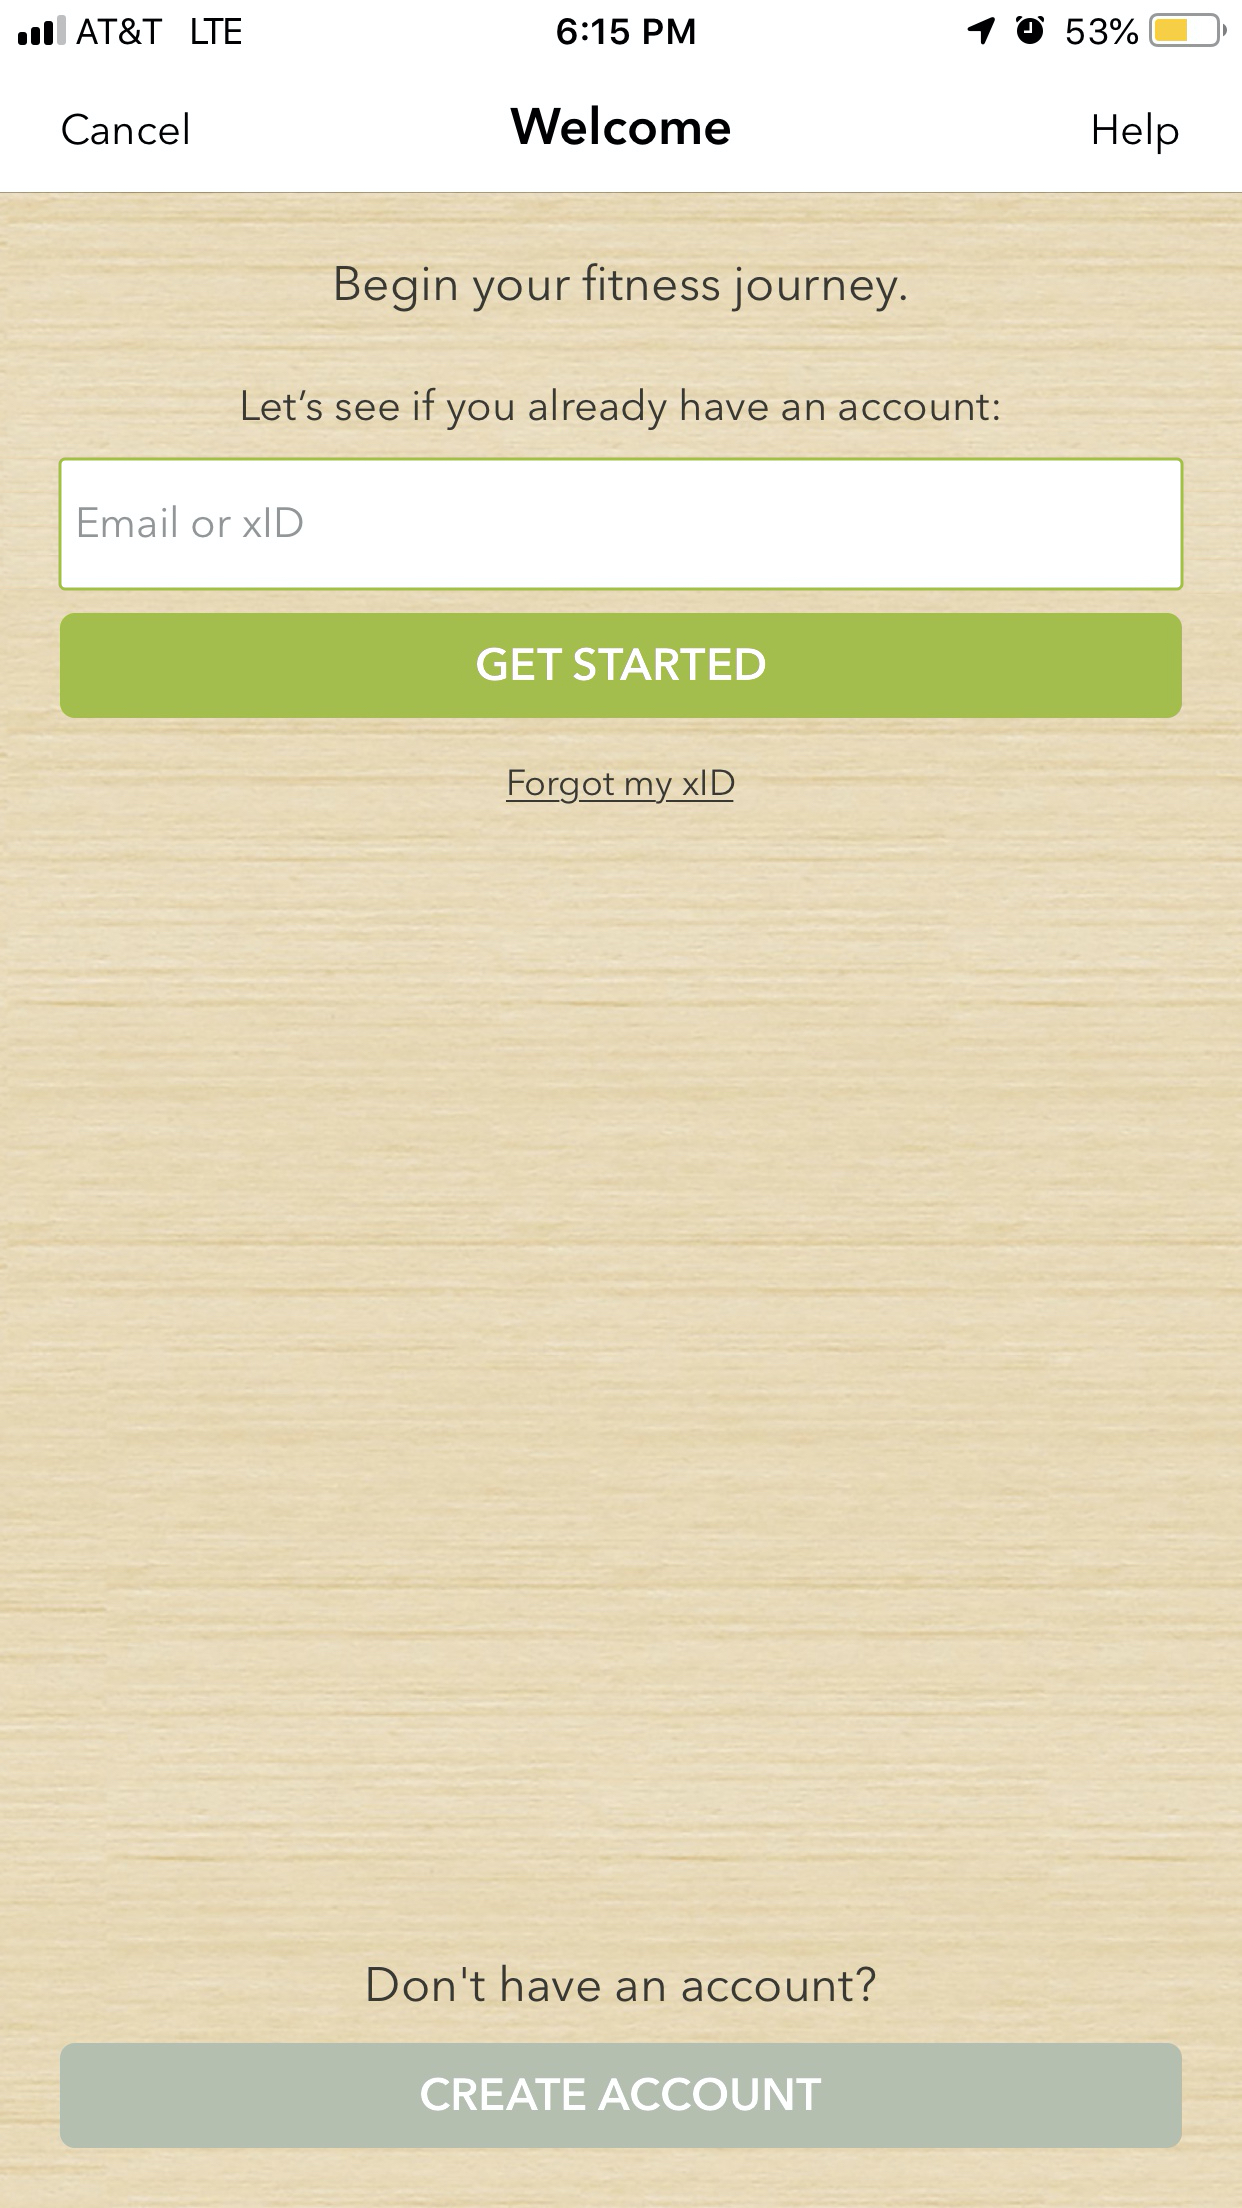 AT&T LTE 6:15 PM 53%
Cancel Welcome Help
Begin your fitness journey.
Let’s see if you already have an account:
Email or xID
GET STARTED
Forgot my xID
Don't have an account?
CREATE ACCOUNT